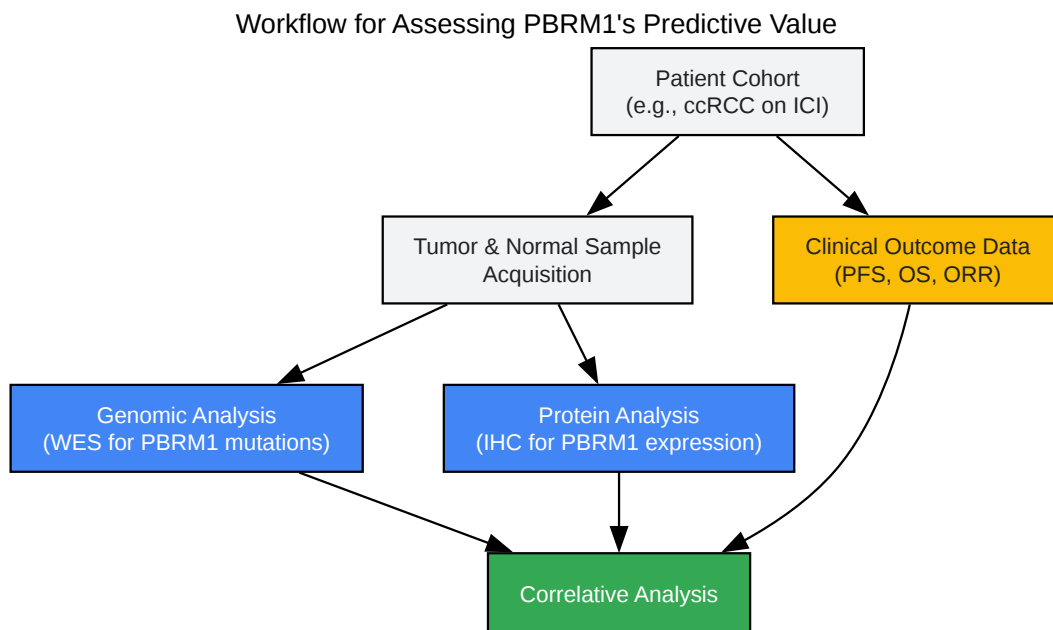 Workflow for Assessing PBRM1's Predictive Value
Patient Cohort
(e.g., ccRCC on ICI)
Tumor & Normal Sample
Acquisition
Clinical Outcome Data
(PFS, OS, ORR)
Genomic Analysis
(WES for PBRM1 mutations)
Protein Analysis
(IHC for PBRM1 expression)
Correlative Analysis